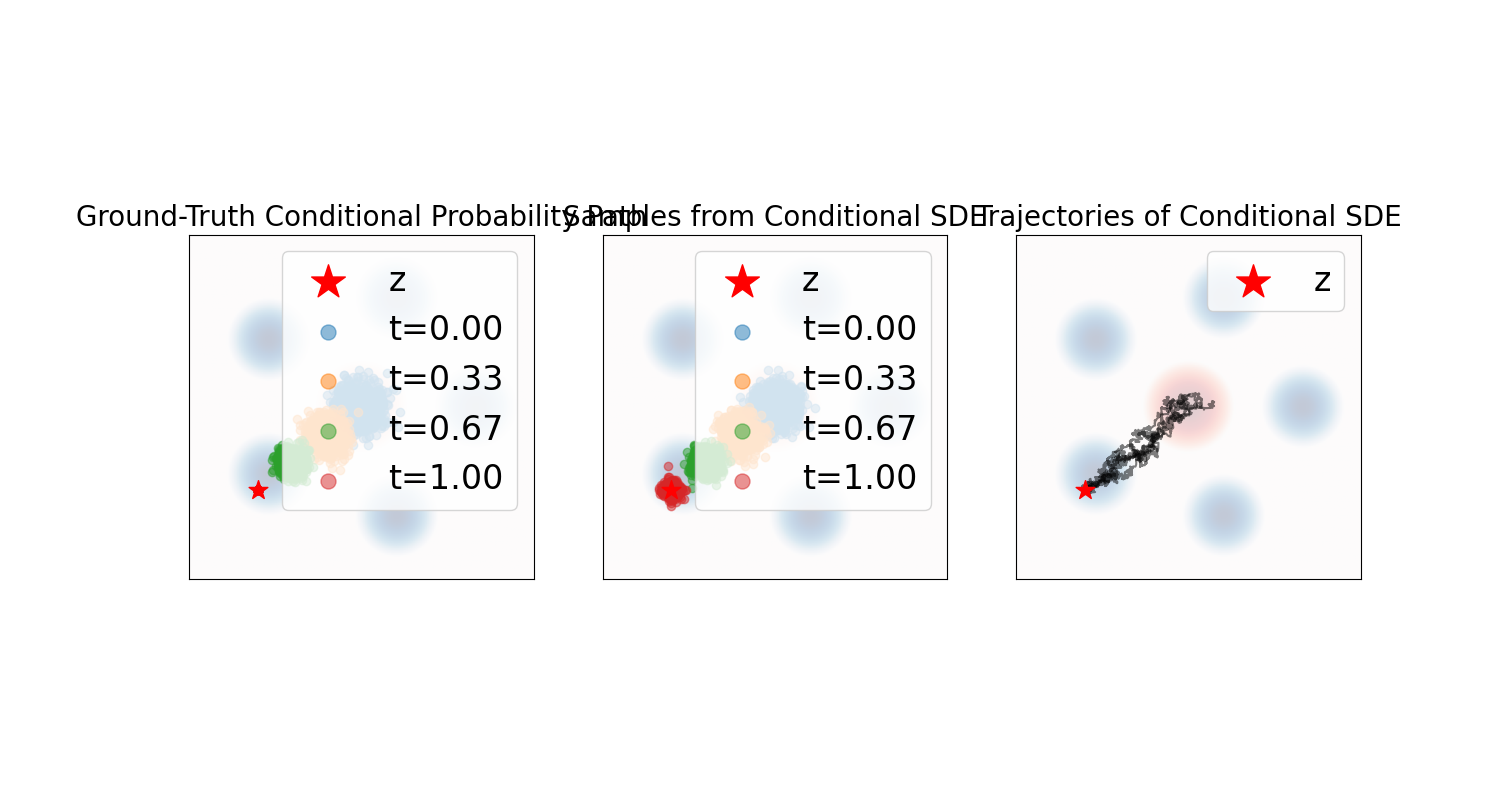 Ground-Truth Conditional Probability Path
Samples from Conditional SDE
Trajectories of Conditional SDE
z
t=0.00
t=0.33
t=0.67
t=1.00
z
t=0.00
t=0.33
t=0.67
t=1.00
z